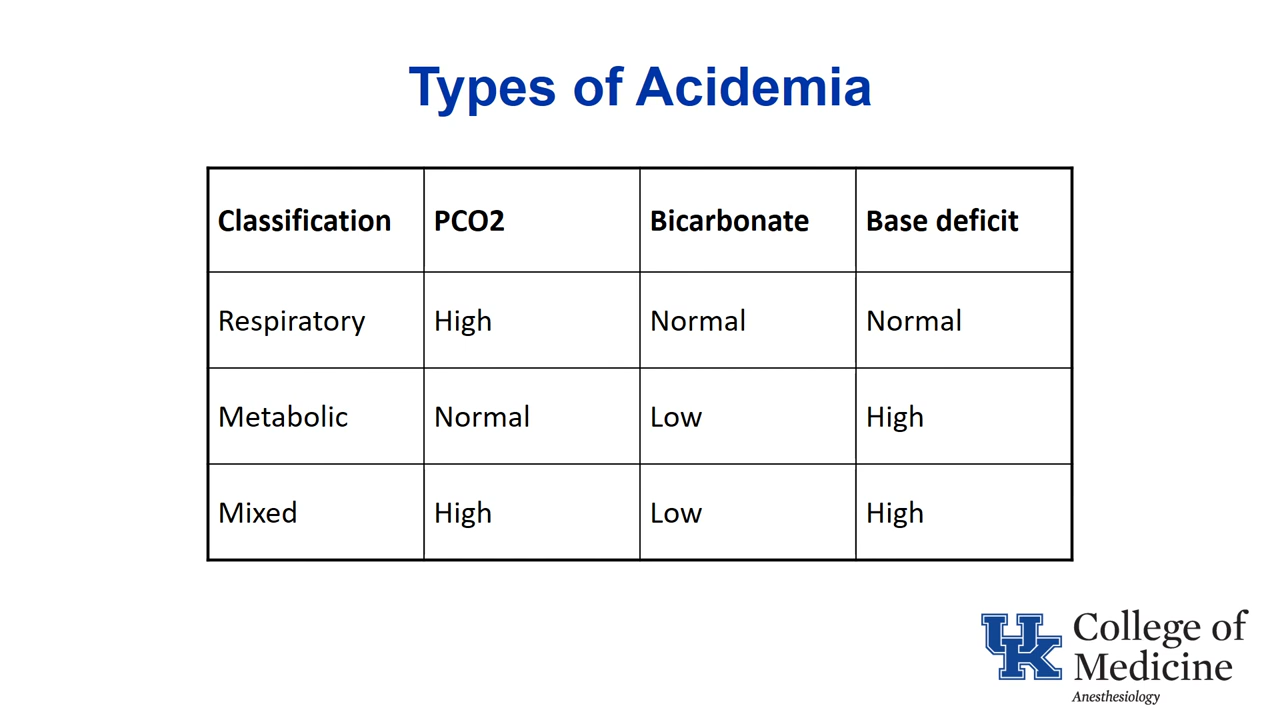 Types of Acidemia
Classification PCO2 Bicarbonate Base deficit
Respiratory High Normal Normal
Metabolic Normal Low High
Mixed High Low High
UK College of
Medicine
Anesthesiology